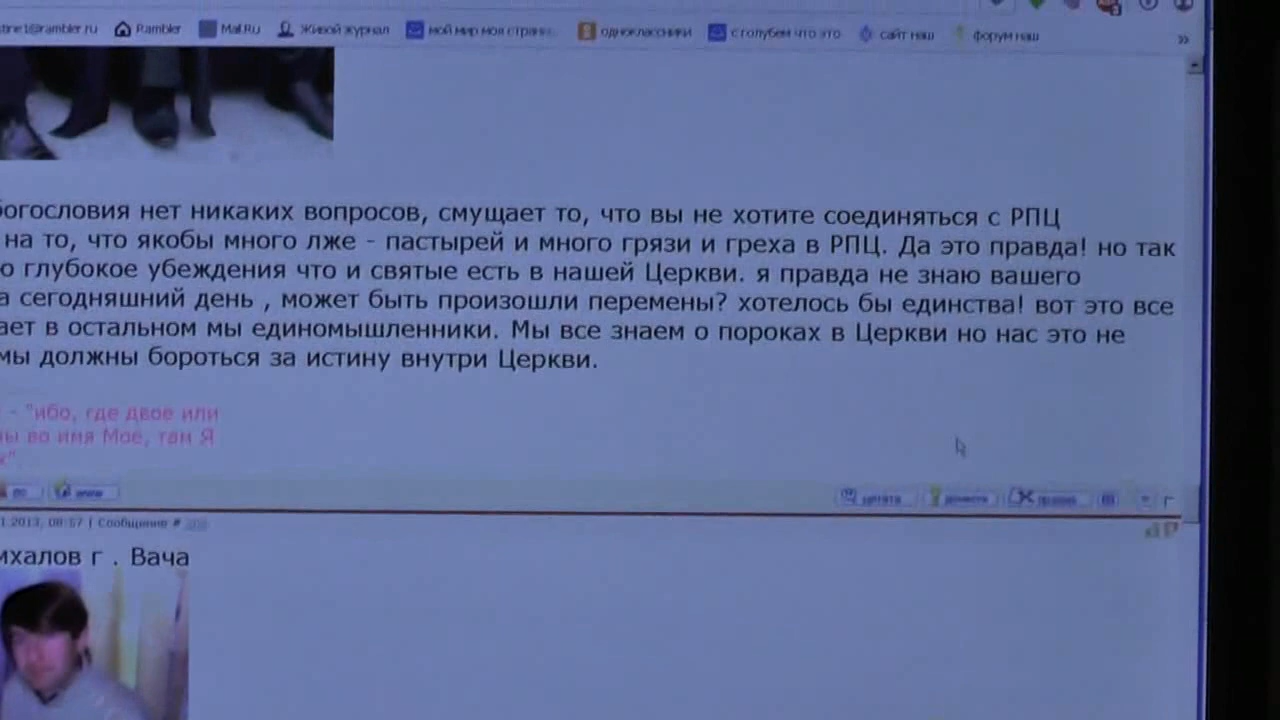 tine1@rambler.ru Rambler Mail.Ru Живой журнал мой мир моя страни... одноклассники с голубем что это сайт наш форум наш »
богословия нет никаких вопросов, смущает то, что вы не хотите соединяться с РПЦ
на то, что якобы много лже - пастырей и много грязи и греха в РПЦ. Да это правда! но так
о глубокое убеждения что и святые есть в нашей Церкви. я правда не знаю вашего
а сегодняшний день , может быть произошли перемены? хотелось бы единства! вот это все
ает в остальном мы единомышленники. Мы все знаем о пороках в Церкви но нас это не
мы должны бороться за истину внутри Церкви.
- "ибо, где двое или
ны во имя Мое, там Я
www цитата
1.2013, 08:57 | Сообщение #
ихалов г . Вача